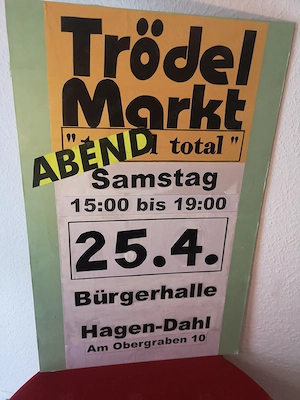 Trödel
Markt
total "
ABEND
Samstag
15:00 bis 19:00
25.4.
Bürgerhalle
Hagen-Dahl
Am Obergraben 10